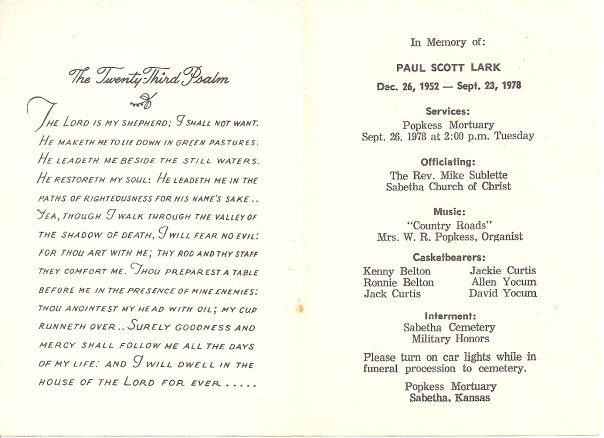 The Twenty-Third Psalm
The Lord is my shepherd; I shall not want.
He maketh me to lie down in green pastures:
He leadeth me beside the still waters.
He restoreth my soul: He leadeth me in the
paths of righteousness for his name's sake..
Yea, though I walk through the valley of
the shadow of death, I will fear no evil:
for thou art with me; thy rod and thy staff
they comfort me. Thou preparest a table
before me in the presence of mine enemies:
thou anointest my head with oil; my cup
runneth over.. Surely goodness and
mercy shall follow me all the days
of my life: and I will dwell in the
house of the Lord for ever.....
In Memory of:
PAUL SCOTT LARK
Dec. 26, 1952 — Sept. 23, 1978
Services:
Popkess Mortuary
Sept. 26, 1978 at 2:00 p.m. Tuesday
Officiating:
The Rev. Mike Sublette
Sabetha Church of Christ
Music:
"Country Roads"
Mrs. W. R. Popkess, Organist
Casketbearers:
Kenny Belton Jackie Curtis
Ronnie Belton Allen Yocum
Jack Curtis David Yocum
Interment:
Sabetha Cemetery
Military Honors
Please turn on car lights while in
funeral procession to cemetery.
Popkess Mortuary
Sabetha, Kansas